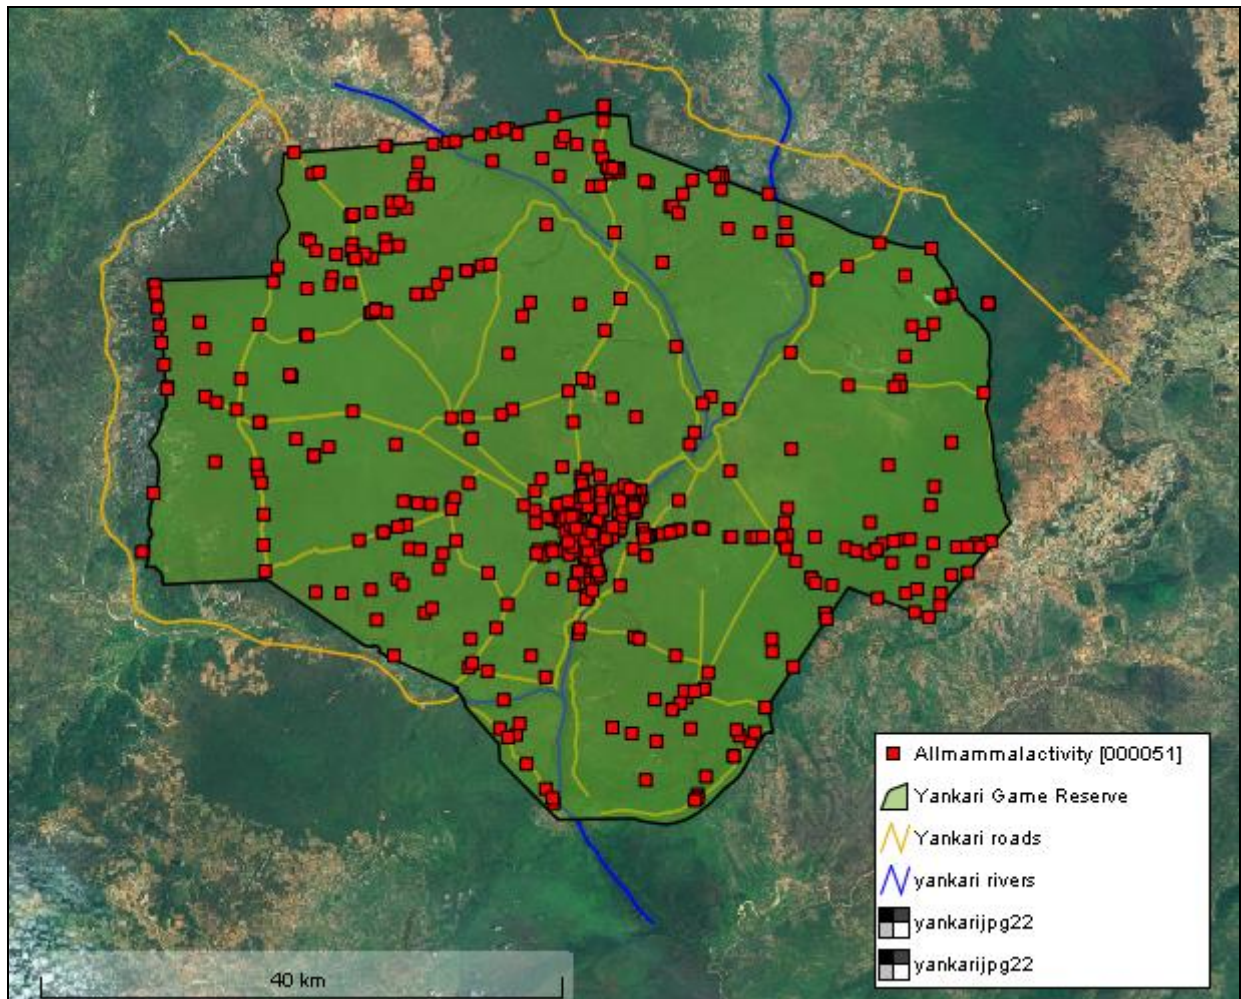 Allmammalactivity [000051]
Yankari Game Reserve
Yankari roads
yankari rivers
yankarijpg22
yankarijpg22
40 km